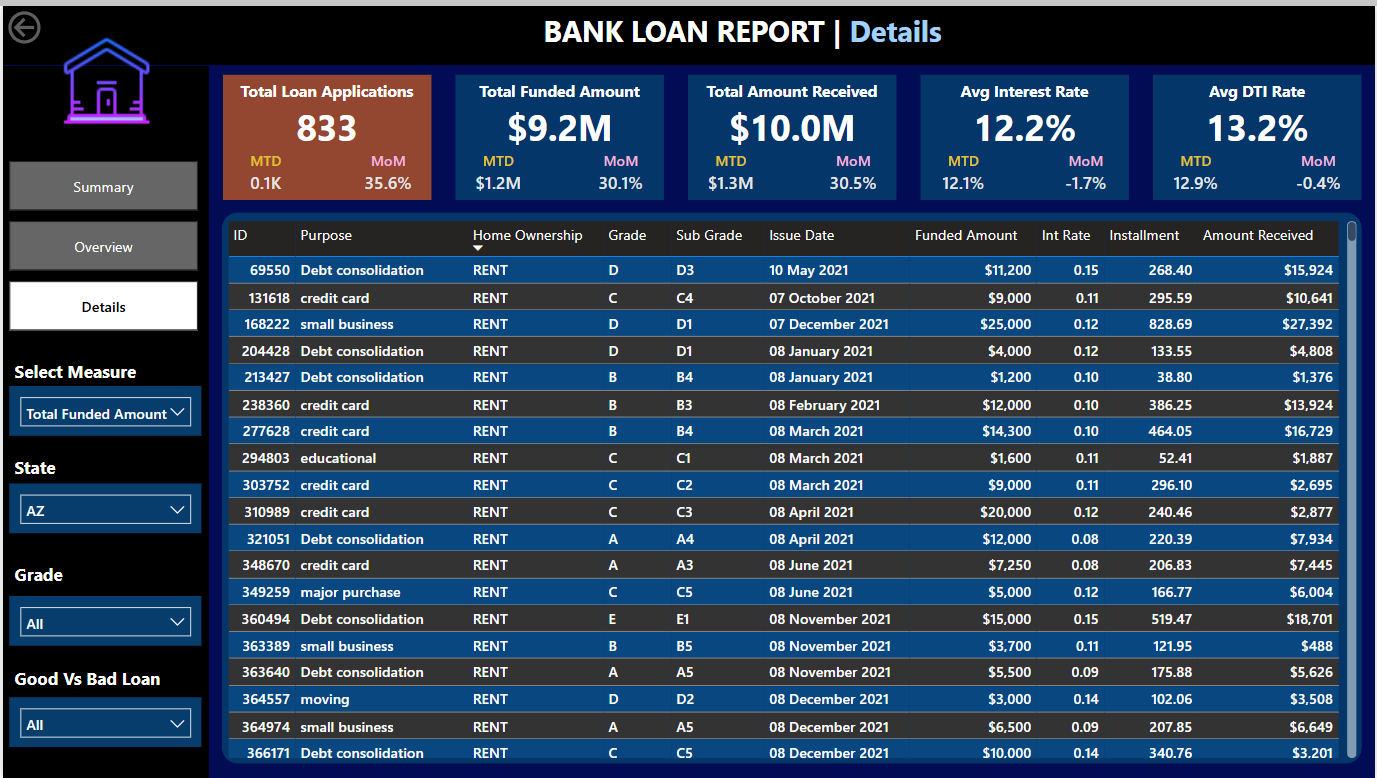 BANK LOAN REPORT | Details
Total Loan Applications
833
MTD MoM
0.1K 35.6%
Total Funded Amount
$9.2M
MTD MoM
$1.2M 30.1%
Total Amount Received
$10.0M
MTD MoM
$1.3M 30.5%
Avg Interest Rate
12.2%
MTD MoM
12.1% -1.7%
Avg DTI Rate
13.2%
MTD MoM
12.9% -0.4%
Summary
Overview
Details
Select Measure
Total Funded Amount
State
AZ
Grade
All
Good Vs Bad Loan
All
ID Purpose Home Ownership Grade Sub Grade Issue Date Funded Amount Int Rate Installment Amount Received
69550 Debt consolidation RENT D D3 10 May 2021 $11,200 0.15 268.40 $15,924
131618 credit card RENT C C4 07 October 2021 $9,000 0.11 295.59 $10,641
168222 small business RENT D D1 07 December 2021 $25,000 0.12 828.69 $27,392
204428 Debt consolidation RENT D D1 08 January 2021 $4,000 0.12 133.55 $4,808
213427 Debt consolidation RENT B B4 08 January 2021 $1,200 0.10 38.80 $1,376
238360 credit card RENT B B3 08 February 2021 $12,000 0.10 386.25 $13,924
277628 credit card RENT B B4 08 March 2021 $14,300 0.10 464.05 $16,729
294803 educational RENT C C1 08 March 2021 $1,600 0.11 52.41 $1,887
303752 credit card RENT C C2 08 March 2021 $9,000 0.11 296.10 $2,695
310989 credit card RENT C C3 08 April 2021 $20,000 0.12 240.46 $2,877
321051 Debt consolidation RENT A A4 08 April 2021 $12,000 0.08 220.39 $7,934
348670 credit card RENT A A3 08 June 2021 $7,250 0.08 206.83 $7,445
349259 major purchase RENT C C5 08 June 2021 $5,000 0.12 166.77 $6,004
360494 Debt consolidation RENT E E1 08 November 2021 $15,000 0.15 519.47 $18,701
363389 small business RENT B B5 08 November 2021 $3,700 0.11 121.95 $488
363640 Debt consolidation RENT A A5 08 November 2021 $5,500 0.09 175.88 $5,626
364557 moving RENT D D2 08 December 2021 $3,000 0.14 102.06 $3,508
364974 small business RENT A A5 08 December 2021 $6,500 0.09 207.85 $6,649
366171 Debt consolidation RENT C C5 08 December 2021 $10,000 0.14 340.76 $3,201